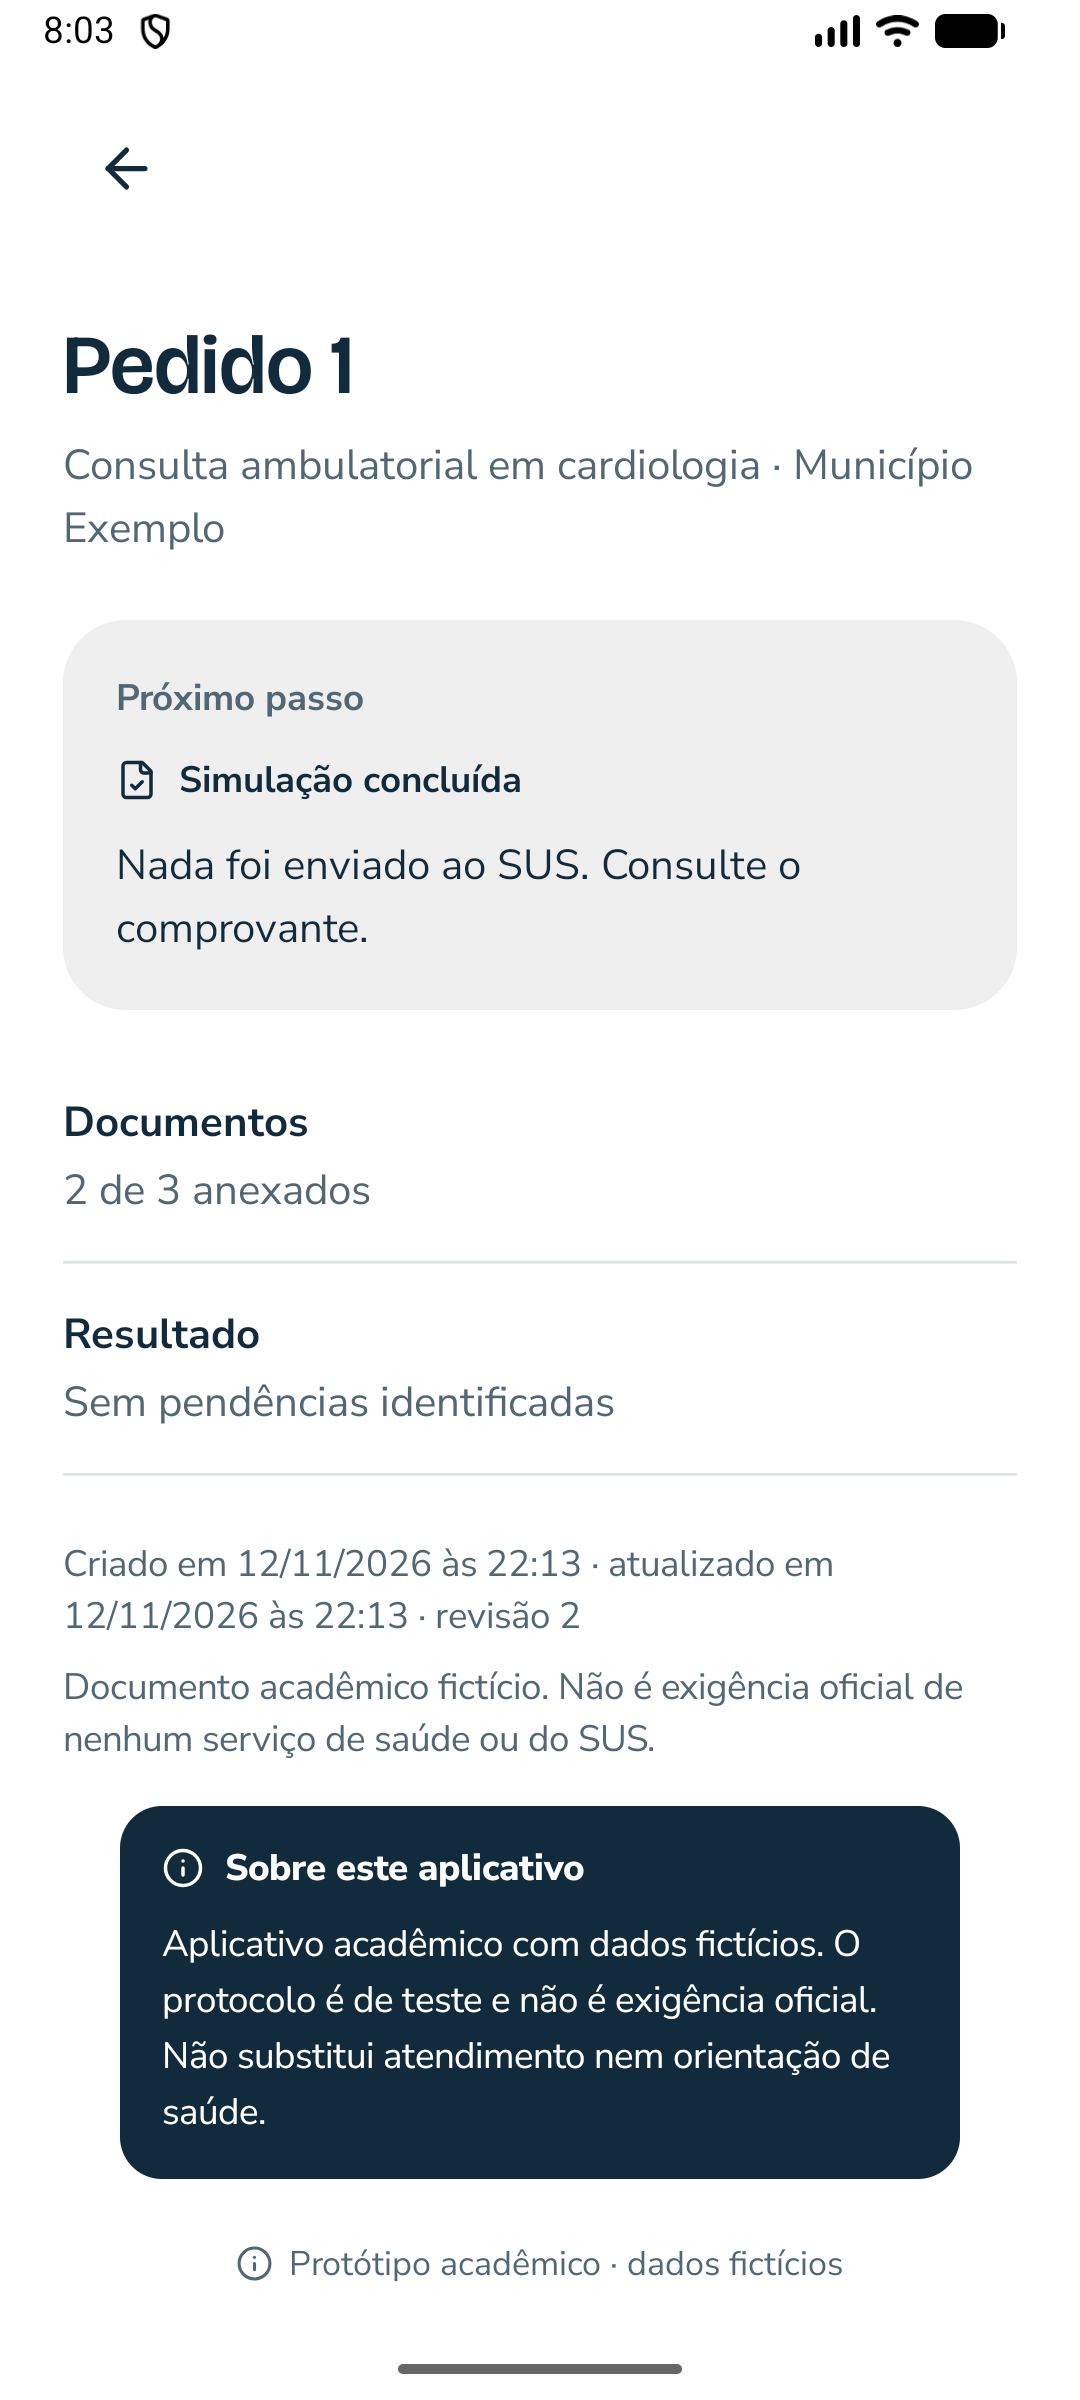 8:03
Pedido 1
Consulta ambulatorial em cardiologia · Município
Exemplo
Próximo passo
Simulação concluída
Nada foi enviado ao SUS. Consulte o
comprovante.
Documentos
2 de 3 anexados
Resultado
Sem pendências identificadas
Criado em 12/11/2026 às 22:13 · atualizado em
12/11/2026 às 22:13 · revisão 2
Documento acadêmico fictício. Não é exigência oficial de
nenhum serviço de saúde ou do SUS.
Sobre este aplicativo
Aplicativo acadêmico com dados fictícios. O
protocolo é de teste e não é exigência oficial.
Não substitui atendimento nem orientação de
saúde.
Protótipo acadêmico · dados fictícios